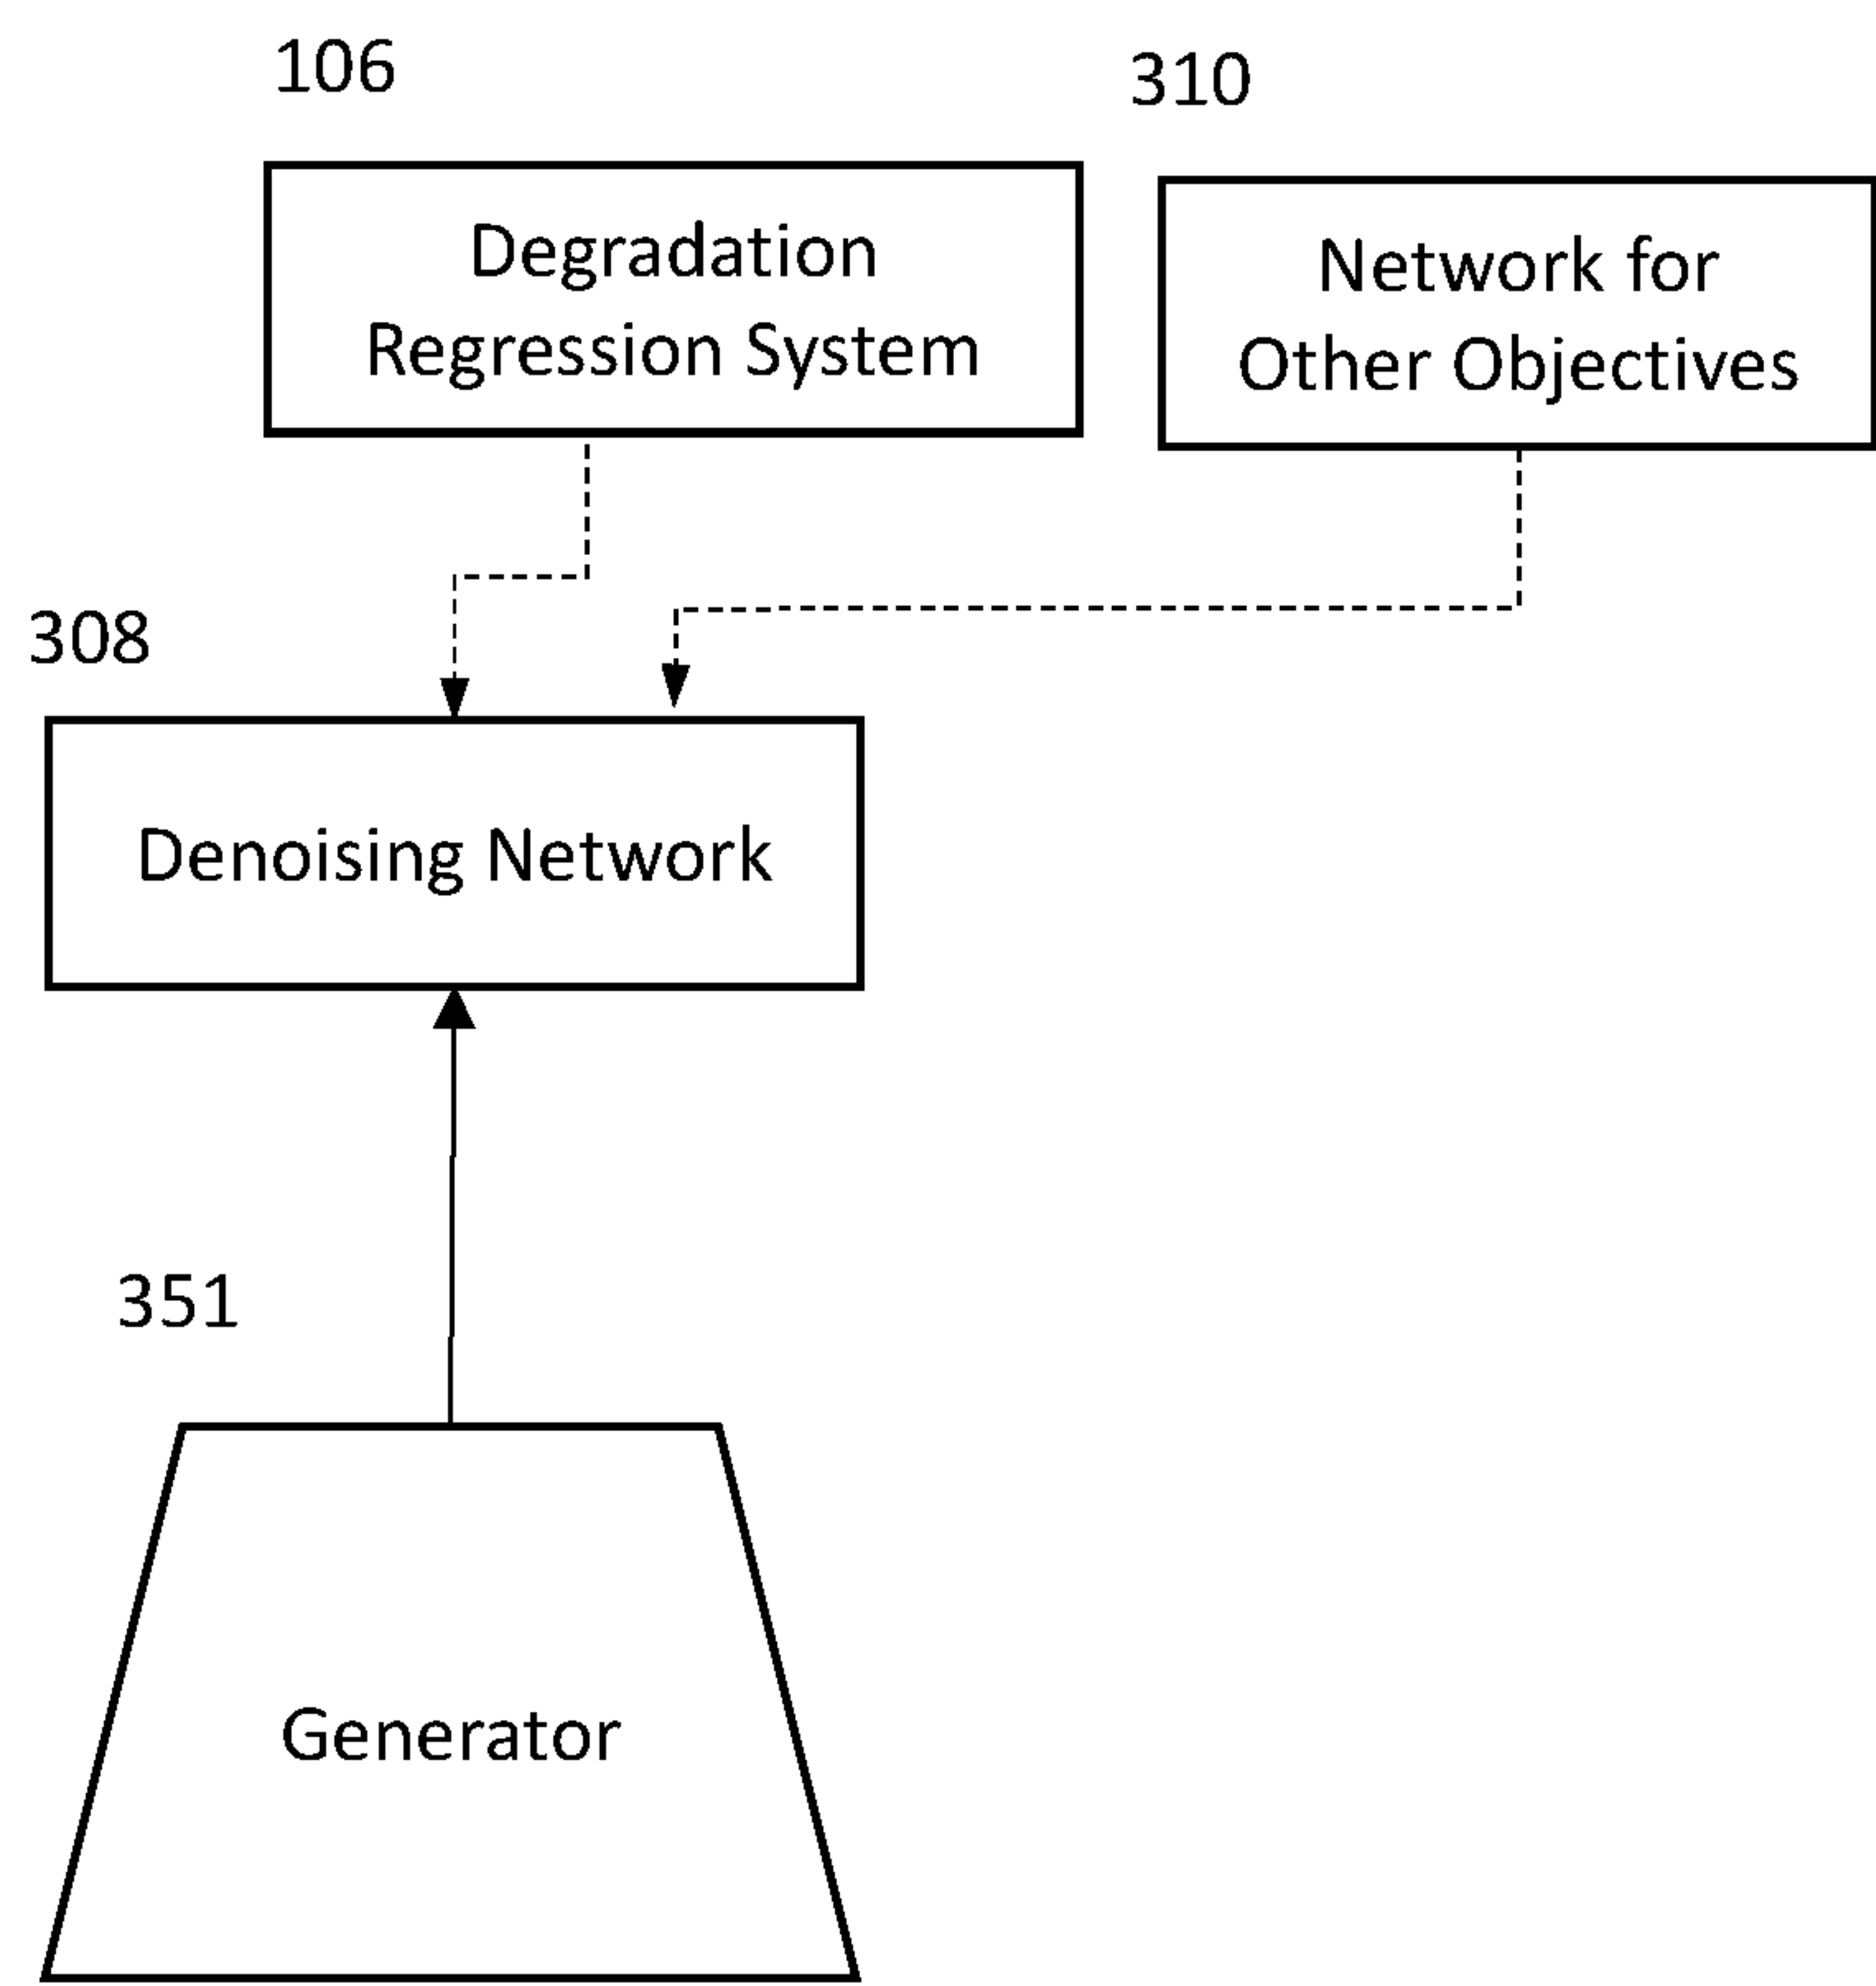 106
310
Degradation
Regression System
Network for
Other Objectives
308
Denoising Network
351
Generator